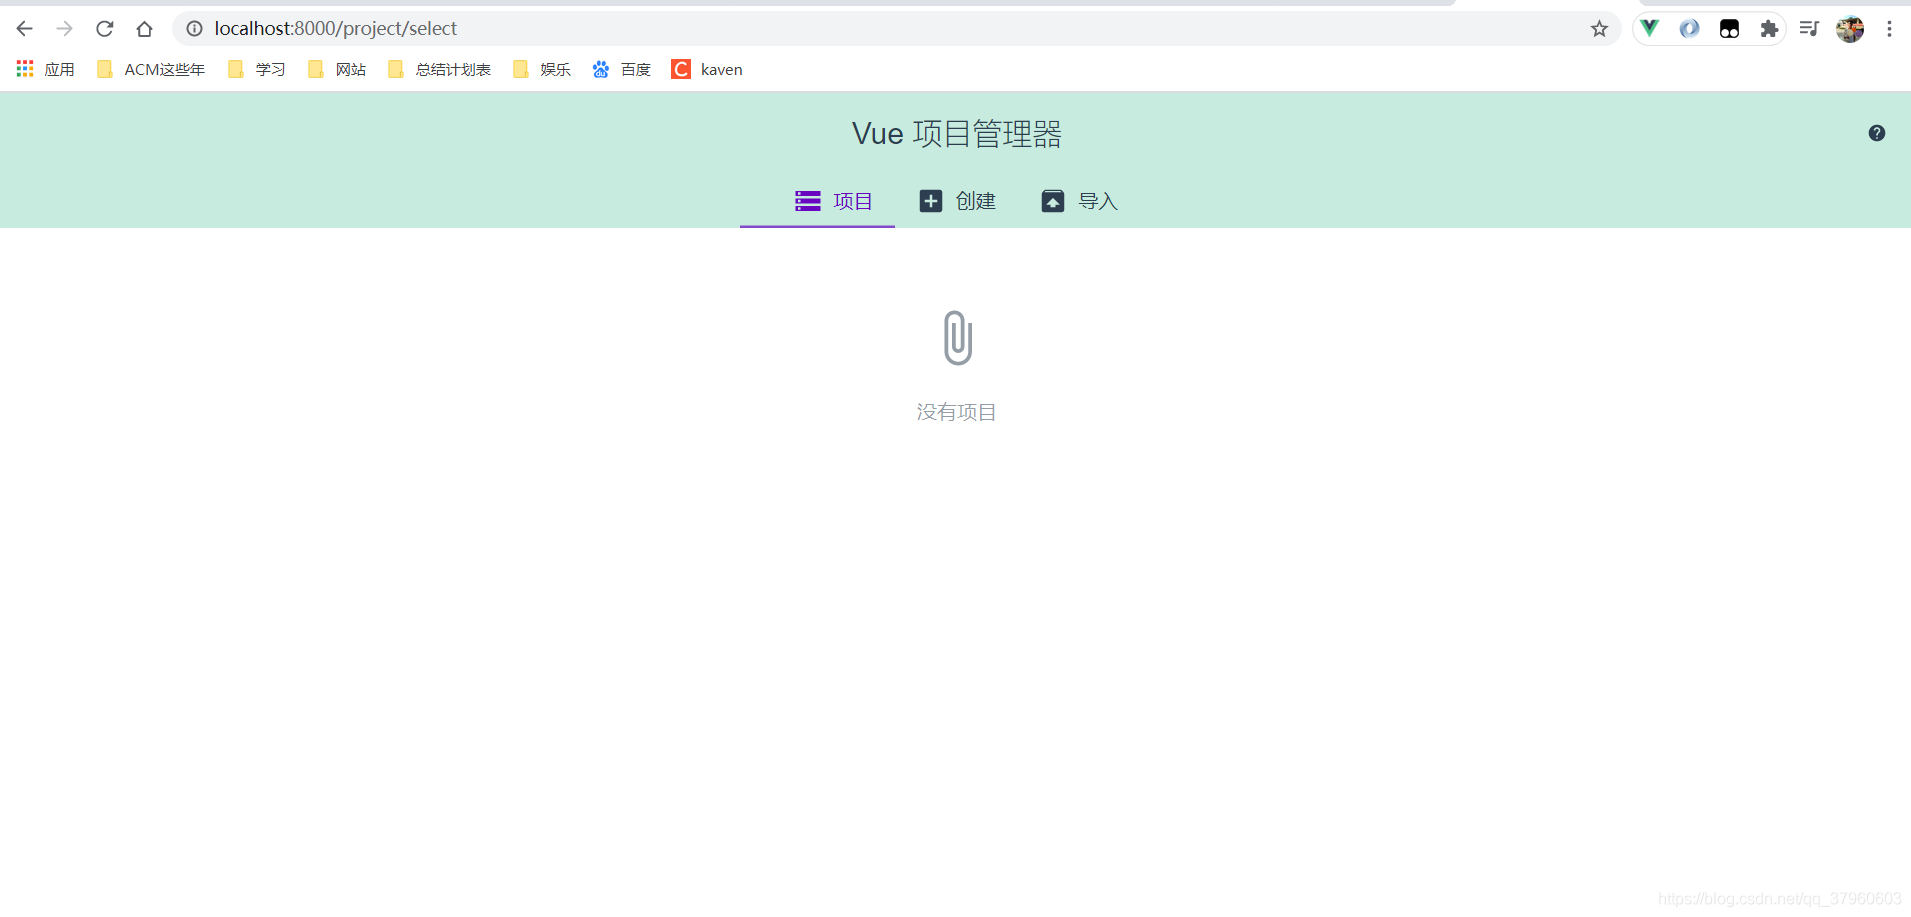 localhost:8000/project/select
应用 ACM这些年 学习 网站 总结计划表 娱乐 百度 kaven
Vue 项目管理器
项目 创建 导入
没有项目
https://blog.csdn.net/qq_37960603